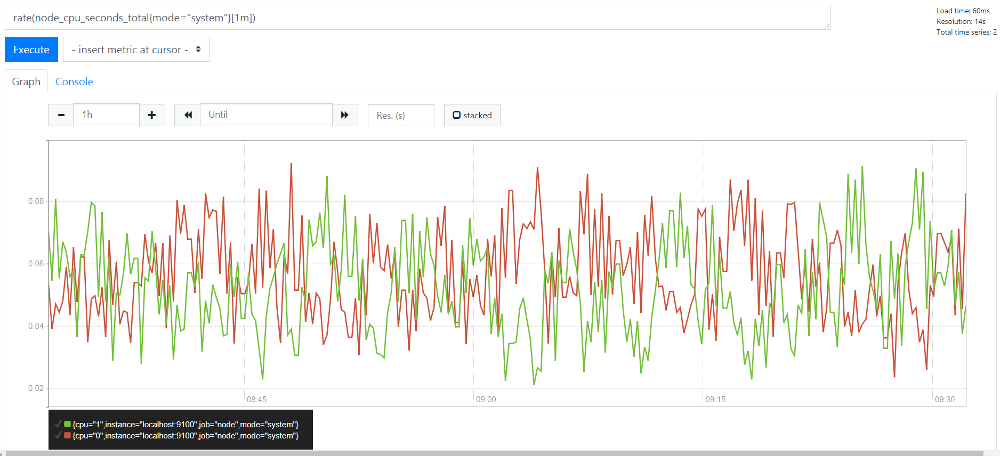 rate(node_cpu_seconds_total{mode="system"}[1m])
Load time: 60ms
Resolution: 14s
Total time series: 2
Execute
- insert metric at cursor -
Graph
Console
1h
Until
Res. (s)
stacked
0.08
0.06
0.04
0.02
08:45
09:00
09:15
09:30
{cpu="1",instance="localhost:9100",job="node",mode="system"}
{cpu="0",instance="localhost:9100",job="node",mode="system"}